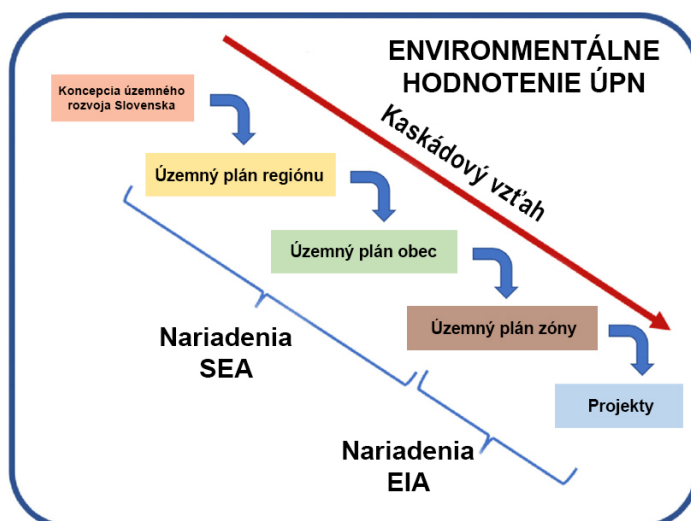 ENVIRONMENTÁLNE
HODNOTENIE ÚPN
Koncepcia územného
rozvoja Slovenska
Kaskádový vzťah
Územný plán regiónu
Územný plán obec
Územný plán zóny
Nariadenia
SEA
Projekty
Nariadenia
EIA